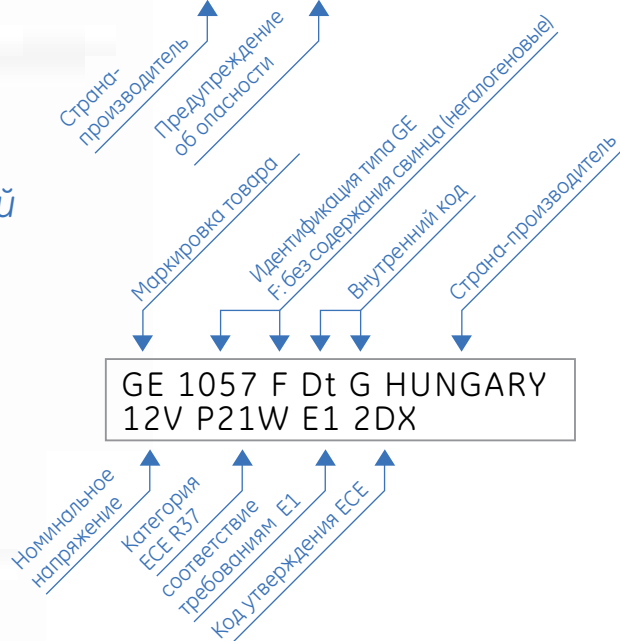 Страна-
производитель
Предупреждение
об опасности
й
Маркировка товара
Идентификация типа GE
F: без содержания свинца (негалогеновые)
Внутренний код
Страна-производитель
GE 1057 F Dt G HUNGARY
12V P21W E1 2DX
Номинальное
напряжение
Категория
ECE R37
соответствие
требованиям E1
Код утверждения ECE